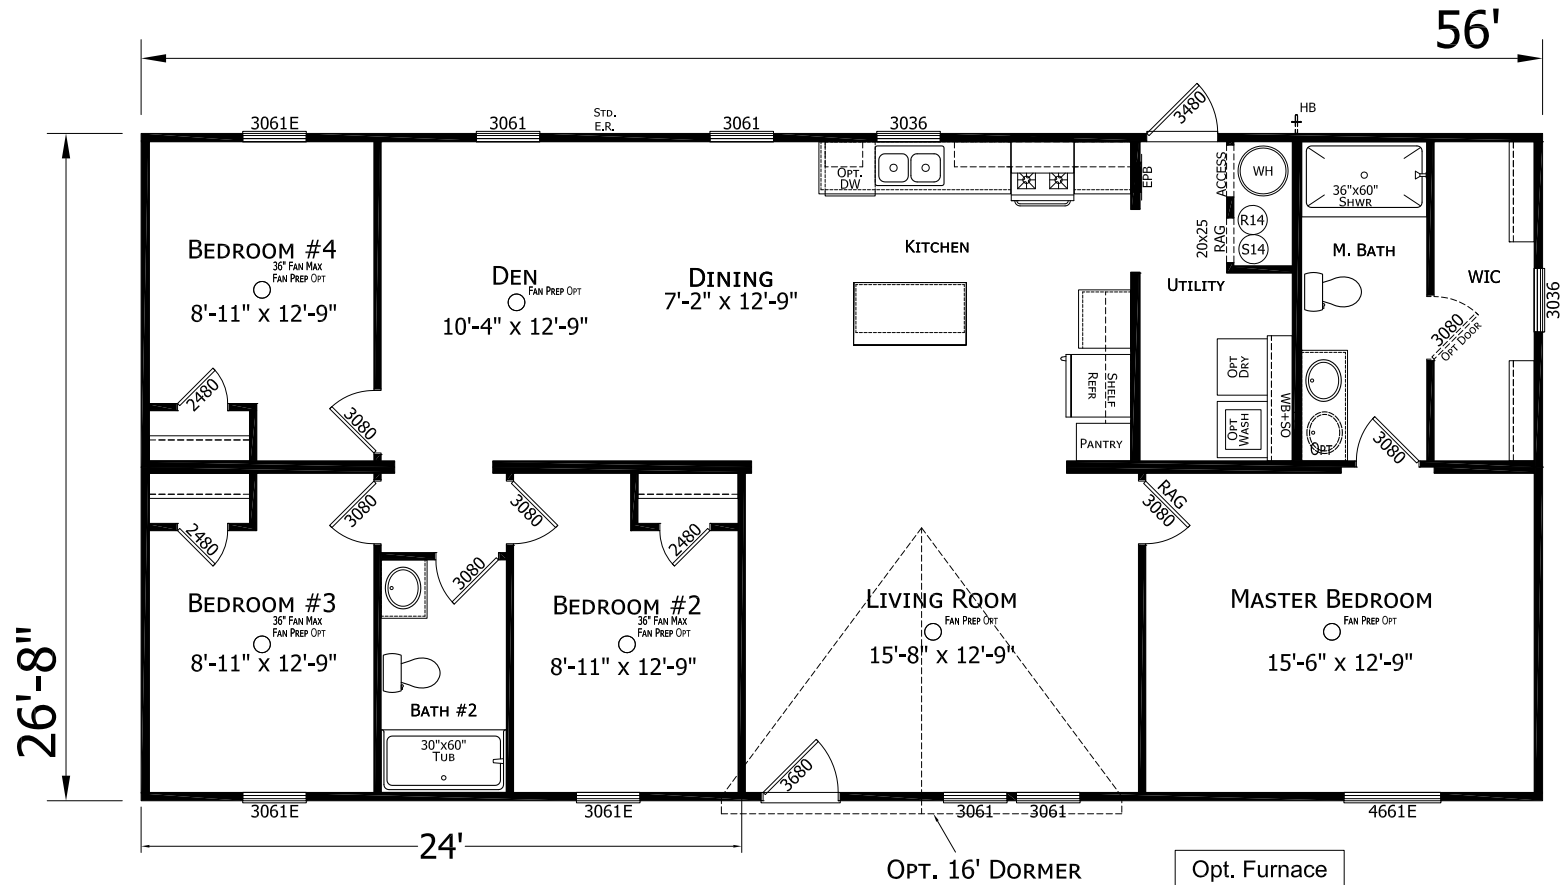 56'
HB
3480
STD.
E.R.
3061E
3061
3061
3036
OPT.
DW
EPB
ACCESS
WH
36"x60"
SHWR
R14
S14
20x25
RAG
BEDROOM #4
36" FAN MAX
FAN PREP OPT
8'-11" x 12'-9"
DEN
FAN PREP OPT
10'-4" x 12'-9"
DINING
7'-2" x 12'-9"
KITCHEN
UTILITY
M. BATH
WIC
3036
3080
OPT DOOR
2480
3080
SHELF
REFR
PANTRY
OPT
DRY
OPT
WASH
WB+SO
OPT
3080
2480
3080
3080
2480
3080
RAG
3080
26'-8"
BEDROOM #3
36" FAN MAX
FAN PREP OPT
8'-11" x 12'-9"
BEDROOM #2
36" FAN MAX
FAN PREP OPT
8'-11" x 12'-9"
LIVING ROOM
FAN PREP OPT
15'-8" x 12'-9"
MASTER BEDROOM
FAN PREP OPT
15'-6" x 12'-9"
BATH #2
30"x60"
TUB
3680
3061E
3061E
3061
3061
4661E
24'
OPT. 16' DORMER
Opt. Furnace